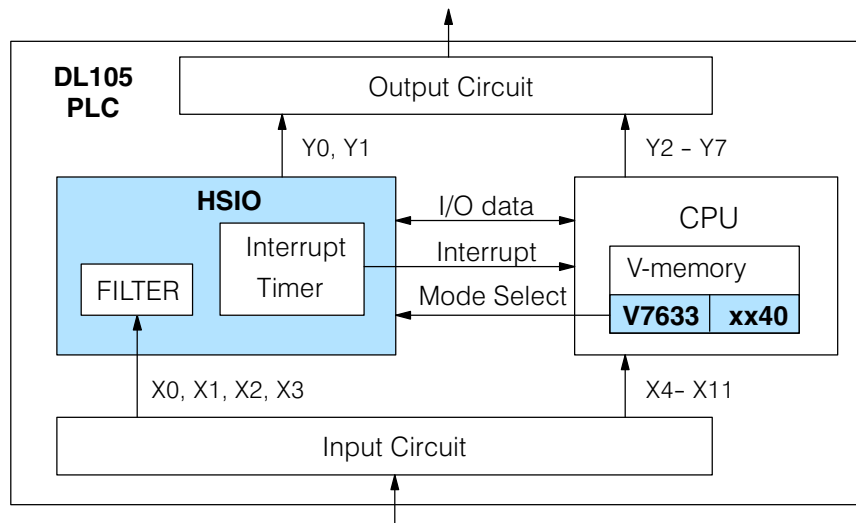 DL105
PLC
Output Circuit
Y0, Y1
Y2 – Y7
HSIO
I/O data
CPU
Interrupt
Timer
Interrupt
V-memory
FILTER
Mode Select
V7633 xx40
X0, X1, X2, X3
X4– X11
Input Circuit